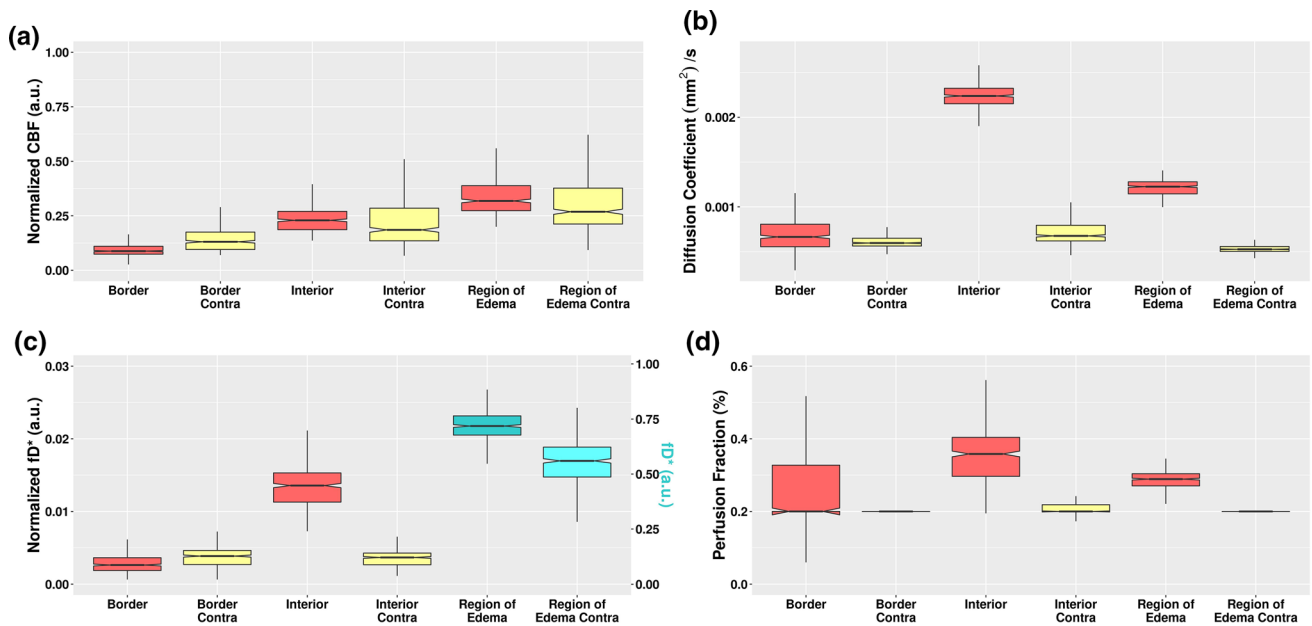 (a)
Normalized CBF (a.u.)
1.00
0.75
0.50
0.25
0.00
Border
Border
Contra
Interior
Interior
Contra
Region of
Edema
Region of
Edema Contra
(b)
Diffusion Coefficient (mm²) /s
0.002
0.001
Border
Border
Contra
Interior
Interior
Contra
Region of
Edema
Region of
Edema Contra
(c)
Normalized fD* (a.u.)
0.03
0.02
0.01
0.00
1.00
0.75
0.50
0.25
0.00
fD* (a.u.)
Border
Border
Contra
Interior
Interior
Contra
Region of
Edema
Region of
Edema Contra
(d)
Perfusion Fraction (%)
0.6
0.4
0.2
0.0
Border
Border
Contra
Interior
Interior
Contra
Region of
Edema
Region of
Edema Contra